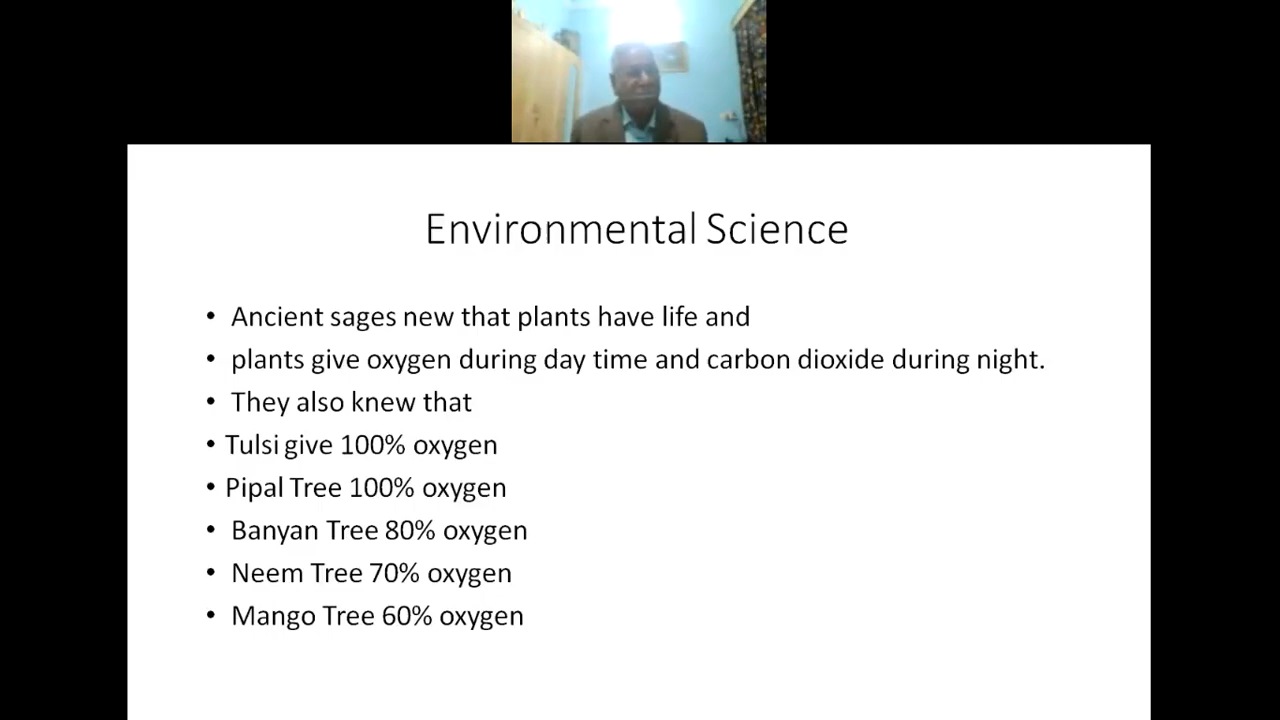 Environmental Science
• Ancient sages new that plants have life and
• plants give oxygen during day time and carbon dioxide during night.
• They also knew that
• Tulsi give 100% oxygen
• Pipal Tree 100% oxygen
• Banyan Tree 80% oxygen
• Neem Tree 70% oxygen
• Mango Tree 60% oxygen